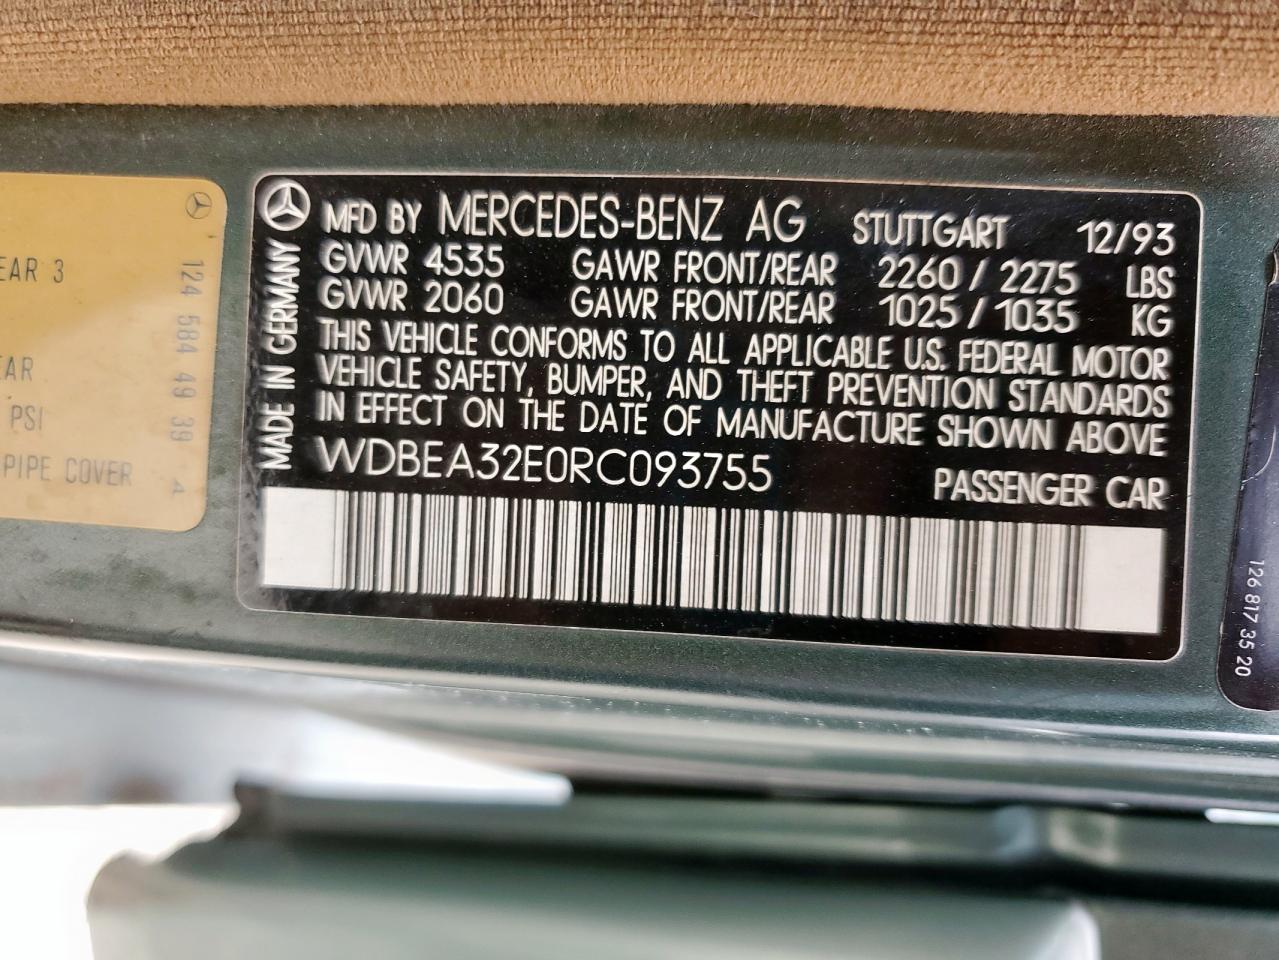 EAR 3
EAR
PSI
PIPE COVER
124 584 49 39 4
MADE IN GERMANY
MFD BY MERCEDES-BENZ AG STUTTGART 12/93
GVWR 4535 GAWR FRONT/REAR 2260 / 2275 LBS
GVWR 2060 GAWR FRONT/REAR 1025 / 1035 KG
THIS VEHICLE CONFORMS TO ALL APPLICABLE U.S. FEDERAL MOTOR
VEHICLE SAFETY, BUMPER, AND THEFT PREVENTION STANDARDS
IN EFFECT ON THE DATE OF MANUFACTURE SHOWN ABOVE
WDBEA32E0RC093755 PASSENGER CAR
126 817 35 20